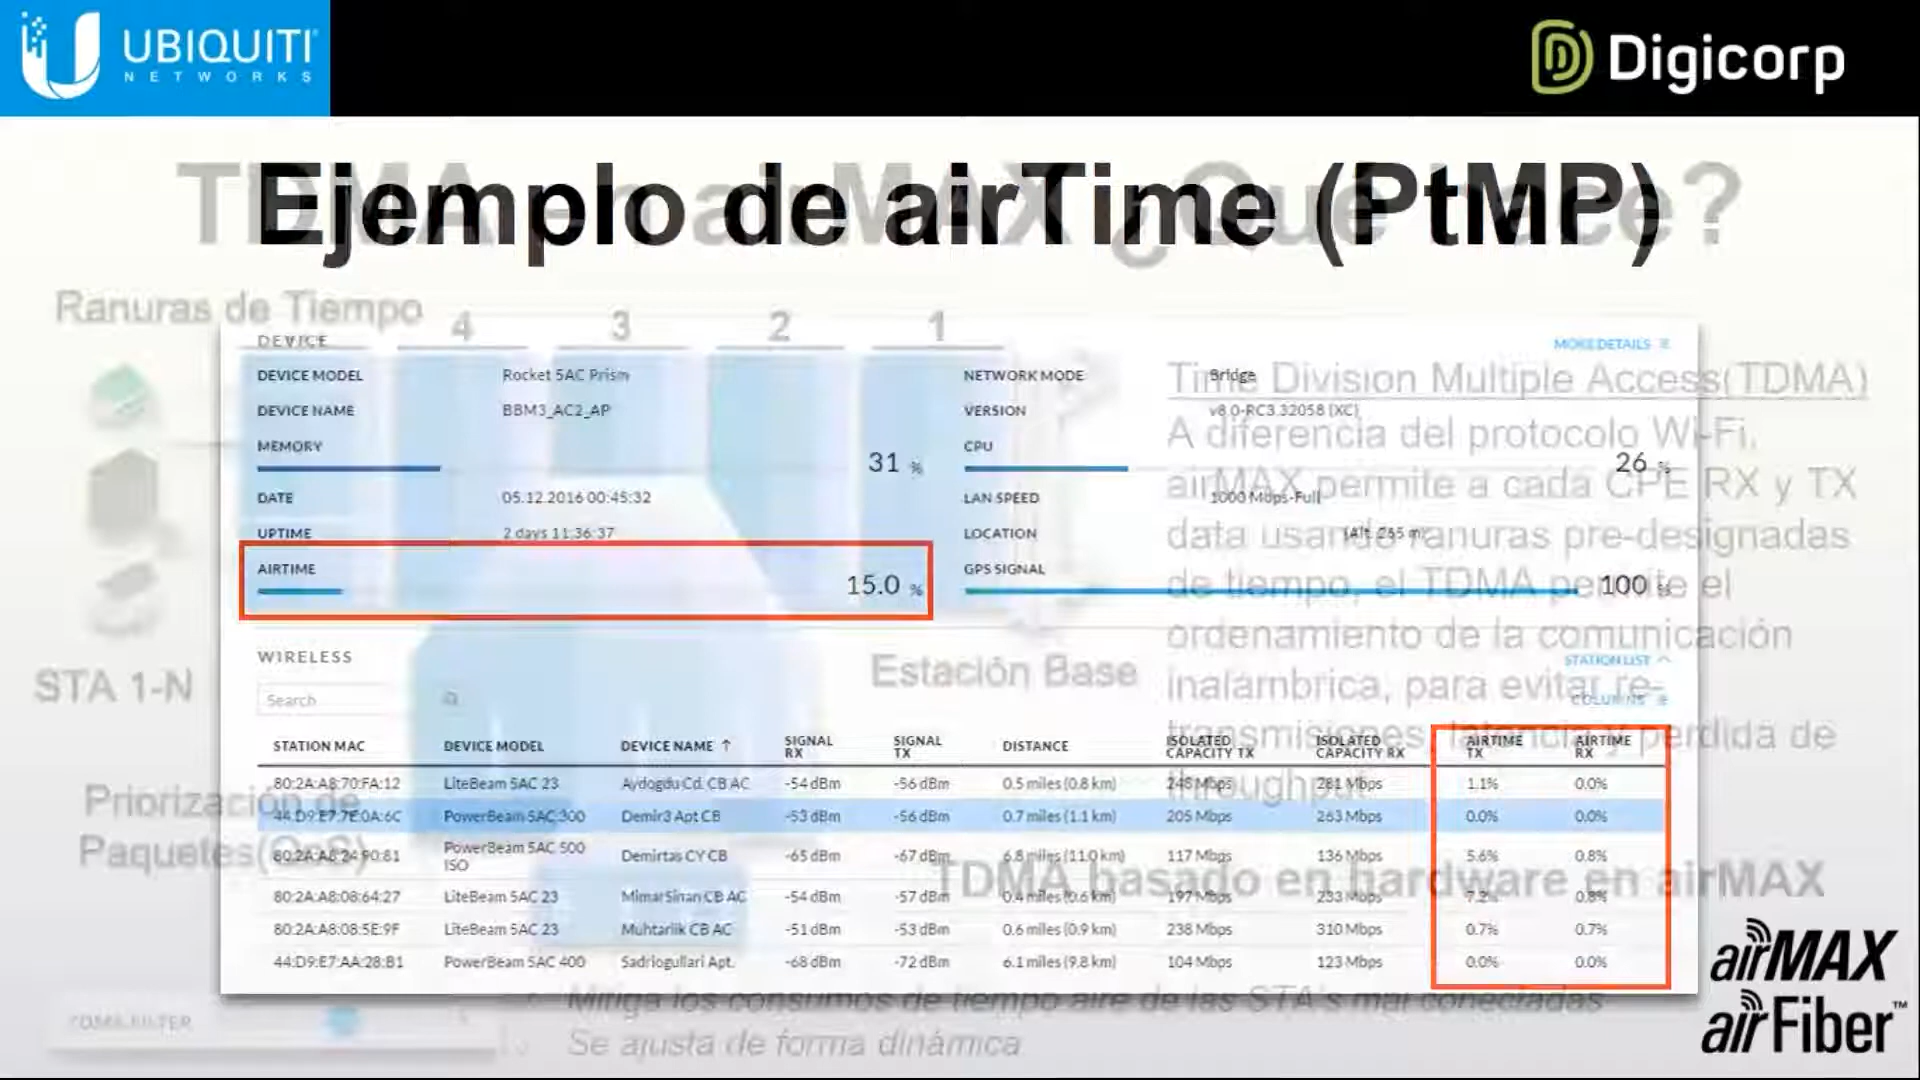 UBIQUITI
NETWORKS
Digicorp
Ejemplo de airTime (PtMP)
TDMA en airMAX ¿Qué hace?
Ranuras de Tiempo
4 3 2 1
DEVICE
MORE DETAILS
DEVICE MODEL Rocket 5AC Prism NETWORK MODE Bridge
DEVICE NAME BBM3_AC2_AP VERSION v8.0-RC3.32058 (XC)
MEMORY 31 % CPU 26 %
DATE 05.12.2016 00:45:32 LAN SPEED 1000 Mbps-Full
UPTIME 2 days 11:36:37 LOCATION (Alt. 265 m)
AIRTIME 15.0 % GPS SIGNAL 100 %
Time Division Multiple Access(TDMA)
A diferencia del protocolo Wi-Fi,
airMAX permite a cada CPE RX y TX
data usando ranuras pre-designadas
de tiempo, el TDMA permite el
ordenamiento de la comunicación
inalámbrica, para evitar re-
transmisiones, latencia y perdida de
throughput
Estación Base
STA 1-N
Priorización de
Paquetes(QoS)
WIRELESS
STATION LIST
Search
COLUMNS
STATION MAC DEVICE MODEL DEVICE NAME ↑ SIGNAL RX SIGNAL TX DISTANCE ISOLATED CAPACITY TX ISOLATED CAPACITY RX AIRTIME TX AIRTIME RX
80:2A:A8:70:FA:12 LiteBeam 5AC 23 Aydogdu Cd. CB AC -54 dBm -56 dBm 0.5 miles (0.8 km) 248 Mbps 281 Mbps 1.1% 0.0%
44:D9:E7:7E:0A:6C PowerBeam 5AC 300 Demir3 Apt CB -53 dBm -56 dBm 0.7 miles (1.1 km) 205 Mbps 263 Mbps 0.0% 0.0%
80:2A:A8:24:90:81 PowerBeam 5AC 500 ISO Demirtas CY CB -65 dBm -67 dBm 6.8 miles (11.0 km) 117 Mbps 136 Mbps 5.6% 0.8%
80:2A:A8:08:64:27 LiteBeam 5AC 23 MimarSinan CB AC -54 dBm -57 dBm 0.4 miles (0.6 km) 197 Mbps 233 Mbps 7.2% 0.8%
80:2A:A8:08:5E:9F LiteBeam 5AC 23 Muhtarlik CB AC -51 dBm -53 dBm 0.6 miles (0.9 km) 238 Mbps 310 Mbps 0.7% 0.7%
44:D9:E7:AA:28:B1 PowerBeam 5AC 400 Sadriogullari Apt. -68 dBm -72 dBm 6.1 miles (9.8 km) 104 Mbps 123 Mbps 0.0% 0.0%
TDMA basado en hardware en airMAX
Mitiga los consumos de tiempo aire de las STA's mal conectadas
Se ajusta de forma dinámica
TDMA FILTER
airMAX
airFiber™